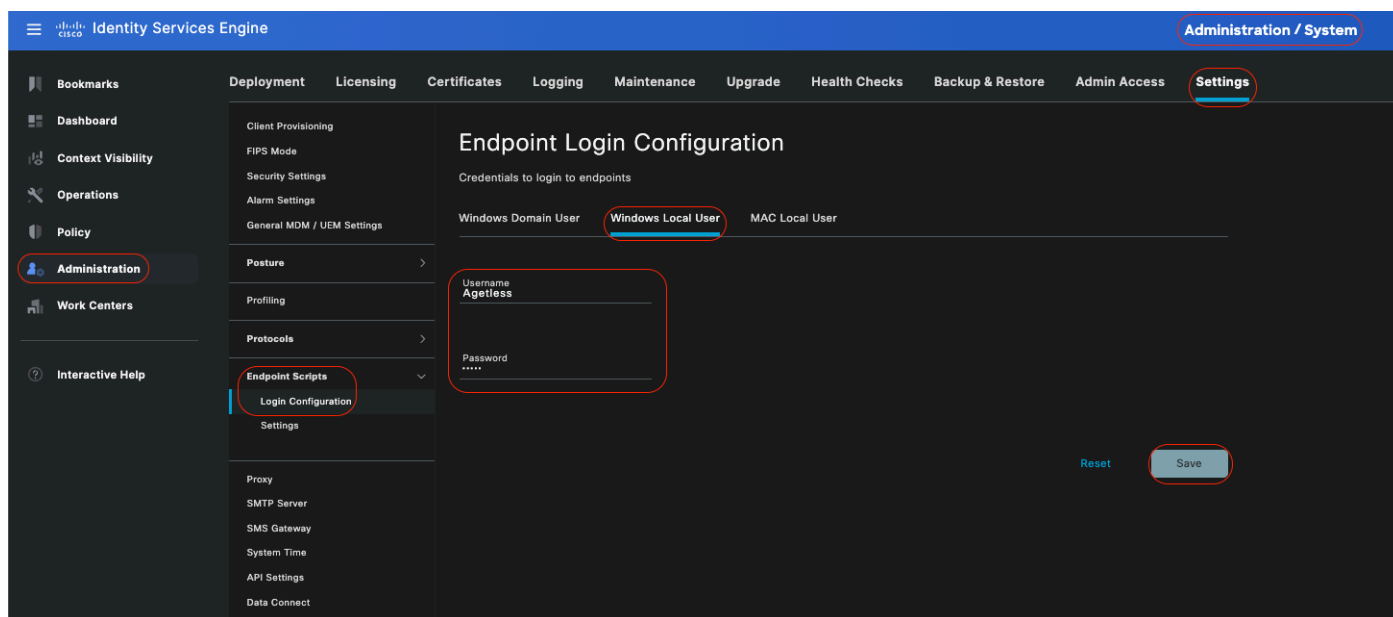 cisco Identity Services Engine
Administration / System
Bookmarks
Dashboard
Context Visibility
Operations
Policy
Administration
Work Centers
Interactive Help
Deployment Licensing Certificates Logging Maintenance Upgrade Health Checks Backup & Restore Admin Access Settings
Client Provisioning
FIPS Mode
Security Settings
Alarm Settings
General MDM / UEM Settings
Posture
Profiling
Protocols
Endpoint Scripts
Login Configuration
Settings
Proxy
SMTP Server
SMS Gateway
System Time
API Settings
Data Connect
Endpoint Login Configuration
Credentials to login to endpoints
Windows Domain User Windows Local User MAC Local User
Username
Agetless
Password
•••••
Reset Save